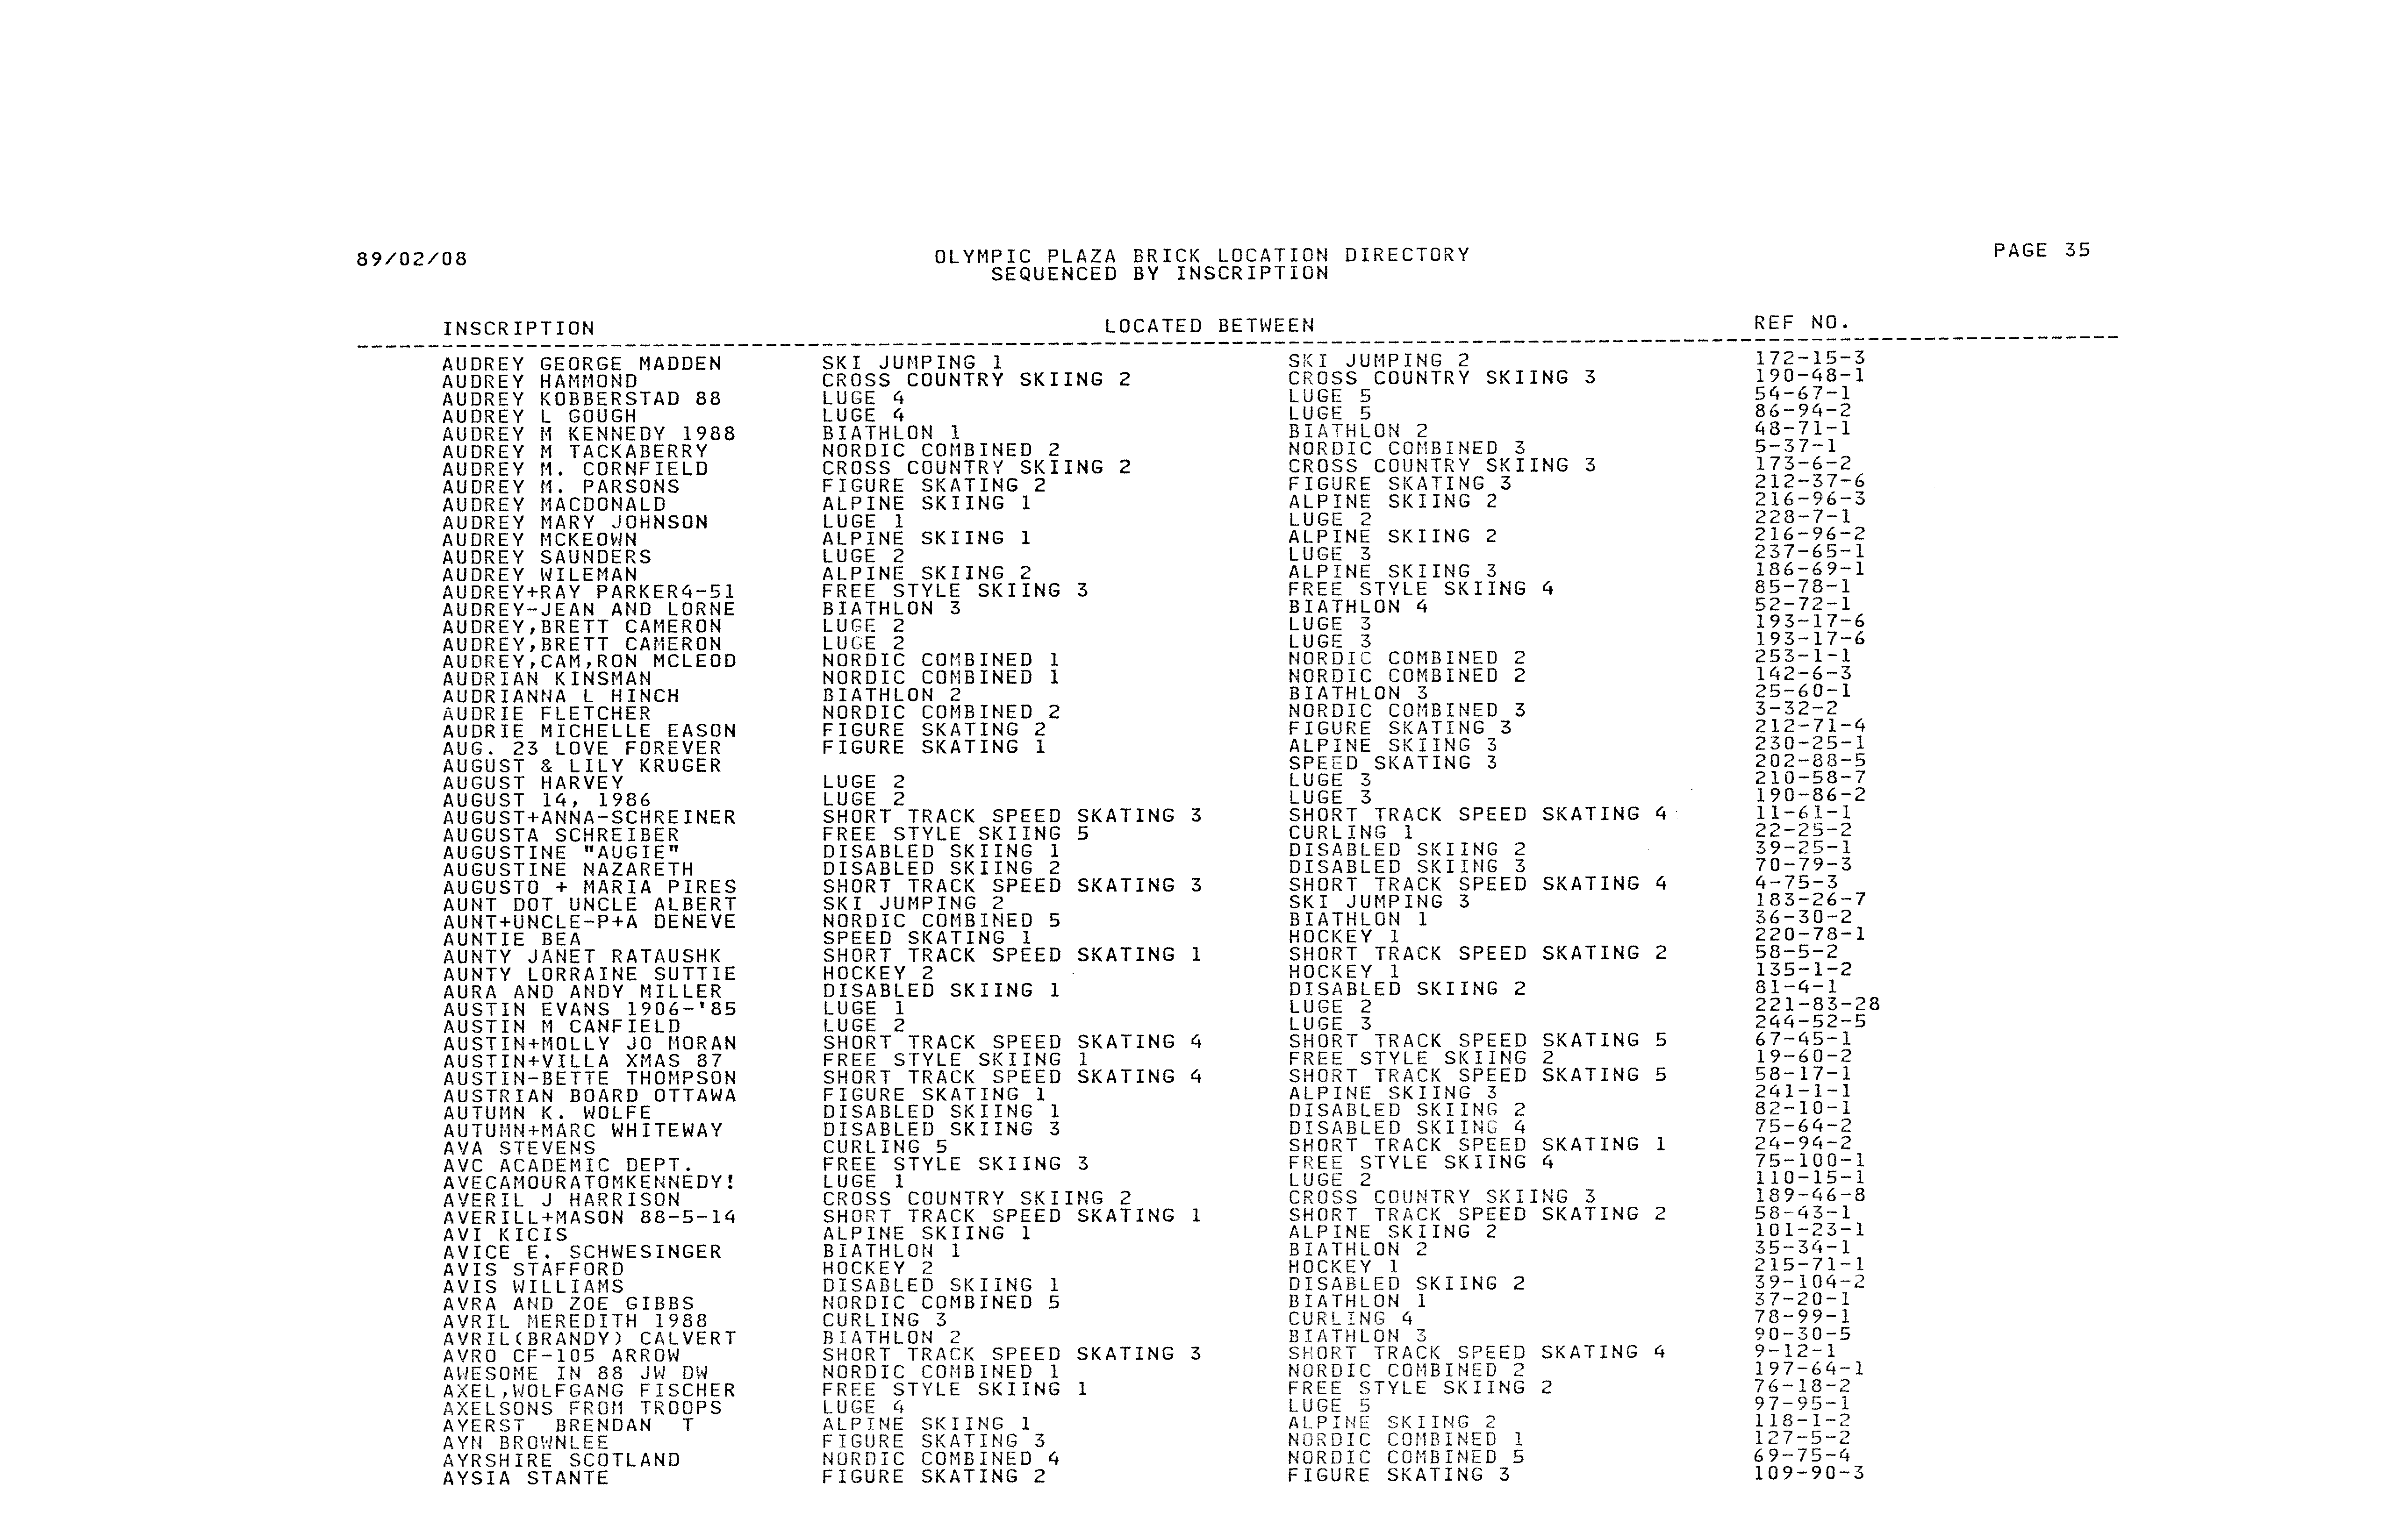 89/02/08 OLYMPIC PLAZA BRICK LOCATION DIRECTORY PAGE 35
SEQUENCED BY INSCRIPTION
INSCRIPTION LOCATED BETWEEN REF NO.
AUDREY GEORGE MADDEN SKI JUMPING 1 SKI JUMPING 2 172-15-3
AUDREY HAMMOND CROSS COUNTRY SKIING 2 CROSS COUNTRY SKIING 3 190-48-1
AUDREY KOBBERSTAD 88 LUGE 4 LUGE 5 54-67-1
AUDREY L GOUGH LUGE 4 LUGE 5 86-94-2
AUDREY M KENNEDY 1988 BIATHLON 1 BIATHLON 2 48-71-1
AUDREY M TACKABERRY NORDIC COMBINED 2 NORDIC COMBINED 3 5-37-1
AUDREY M. CORNFIELD CROSS COUNTRY SKIING 2 CROSS COUNTRY SKIING 3 173-6-2
AUDREY M. PARSONS FIGURE SKATING 2 FIGURE SKATING 3 212-37-6
AUDREY MACDONALD ALPINE SKIING 1 ALPINE SKIING 2 216-96-3
AUDREY MARY JOHNSON LUGE 1 LUGE 2 228-7-1
AUDREY MCKEOWN ALPINE SKIING 1 ALPINE SKIING 2 216-96-2
AUDREY SAUNDERS LUGE 2 LUGE 3 237-65-1
AUDREY WILEMAN ALPINE SKIING 2 ALPINE SKIING 3 186-69-1
AUDREY+RAY PARKER4-51 FREE STYLE SKIING 3 FREE STYLE SKIING 4 85-78-1
AUDREY-JEAN AND LORNE BIATHLON 3 BIATHLON 4 52-72-1
AUDREY,BRETT CAMERON LUGE 2 LUGE 3 193-17-6
AUDREY,BRETT CAMERON LUGE 2 LUGE 3 193-17-6
AUDREY,CAM,RON MCLEOD NORDIC COMBINED 1 NORDIC COMBINED 2 253-1-1
AUDRIAN KINSMAN NORDIC COMBINED 1 NORDIC COMBINED 2 142-6-3
AUDRIANNA L HINCH BIATHLON 2 BIATHLON 3 25-60-1
AUDRIE FLETCHER NORDIC COMBINED 2 NORDIC COMBINED 3 3-32-2
AUDRIE MICHELLE EASON FIGURE SKATING 2 FIGURE SKATING 3 212-71-4
AUG. 23 LOVE FOREVER FIGURE SKATING 1 ALPINE SKIING 3 230-25-1
AUGUST & LILY KRUGER SPEED SKATING 3 202-88-5
AUGUST HARVEY LUGE 2 LUGE 3 210-58-7
AUGUST 14, 1986 LUGE 2 LUGE 3 190-86-2
AUGUST+ANNA-SCHREINER SHORT TRACK SPEED SKATING 3 SHORT TRACK SPEED SKATING 4 11-61-1
AUGUSTA SCHREIBER FREE STYLE SKIING 5 CURLING 1 22-25-2
AUGUSTINE "AUGIE" DISABLED SKIING 1 DISABLED SKIING 2 39-25-1
AUGUSTINE NAZARETH DISABLED SKIING 2 DISABLED SKIING 3 70-79-3
AUGUSTO + MARIA PIRES SHORT TRACK SPEED SKATING 3 SHORT TRACK SPEED SKATING 4 4-75-3
AUNT DOT UNCLE ALBERT SKI JUMPING 2 SKI JUMPING 3 183-26-7
AUNT+UNCLE-P+A DENEVE NORDIC COMBINED 5 BIATHLON 1 36-30-2
AUNTIE BEA SPEED SKATING 1 HOCKEY 1 220-78-1
AUNTY JANET RATAUSHK SHORT TRACK SPEED SKATING 1 SHORT TRACK SPEED SKATING 2 58-5-2
AUNTY LORRAINE SUTTIE HOCKEY 2 HOCKEY 1 135-1-2
AURA AND ANDY MILLER DISABLED SKIING 1 DISABLED SKIING 2 81-4-1
AUSTIN EVANS 1906-'85 LUGE 1 LUGE 2 221-83-28
AUSTIN M CANFIELD LUGE 2 LUGE 3 244-52-5
AUSTIN+MOLLY JO MORAN SHORT TRACK SPEED SKATING 4 SHORT TRACK SPEED SKATING 5 67-45-1
AUSTIN+VILLA XMAS 87 FREE STYLE SKIING 1 FREE STYLE SKIING 2 19-60-2
AUSTIN-BETTE THOMPSON SHORT TRACK SPEED SKATING 4 SHORT TRACK SPEED SKATING 5 58-17-1
AUSTRIAN BOARD OTTAWA FIGURE SKATING 1 ALPINE SKIING 3 241-1-1
AUTUMN K. WOLFE DISABLED SKIING 1 DISABLED SKIING 2 82-10-1
AUTUMN+MARC WHITEWAY DISABLED SKIING 3 DISABLED SKIING 4 75-64-2
AVA STEVENS CURLING 5 SHORT TRACK SPEED SKATING 1 24-94-2
AVC ACADEMIC DEPT. FREE STYLE SKIING 3 FREE STYLE SKIING 4 75-100-1
AVECAMOURATOMKENNEDY! LUGE 1 LUGE 2 110-15-1
AVERIL J HARRISON CROSS COUNTRY SKIING 2 CROSS COUNTRY SKIING 3 189-46-8
AVERILL+MASON 88-5-14 SHORT TRACK SPEED SKATING 1 SHORT TRACK SPEED SKATING 2 58-43-1
AVI KICIS ALPINE SKIING 1 ALPINE SKIING 2 101-23-1
AVICE E. SCHWESINGER BIATHLON 1 BIATHLON 2 35-34-1
AVIS STAFFORD HOCKEY 2 HOCKEY 1 215-71-1
AVIS WILLIAMS DISABLED SKIING 1 DISABLED SKIING 2 39-104-2
AVRA AND ZOE GIBBS NORDIC COMBINED 5 BIATHLON 1 37-20-1
AVRIL MEREDITH 1988 CURLING 3 CURLING 4 78-99-1
AVRIL(BRANDY) CALVERT BIATHLON 2 BIATHLON 3 90-30-5
AVRO CF-105 ARROW SHORT TRACK SPEED SKATING 3 SHORT TRACK SPEED SKATING 4 9-12-1
AWESOME IN 88 JW DW NORDIC COMBINED 1 NORDIC COMBINED 2 197-64-1
AXEL,WOLFGANG FISCHER FREE STYLE SKIING 1 FREE STYLE SKIING 2 76-18-2
AXELSONS FROM TROOPS LUGE 4 LUGE 5 97-95-1
AYERST BRENDAN T ALPINE SKIING 1 ALPINE SKIING 2 118-1-2
AYN BROWNLEE FIGURE SKATING 3 NORDIC COMBINED 1 127-5-2
AYRSHIRE SCOTLAND NORDIC COMBINED 4 NORDIC COMBINED 5 69-75-4
AYSIA STANTE FIGURE SKATING 2 FIGURE SKATING 3 109-90-3